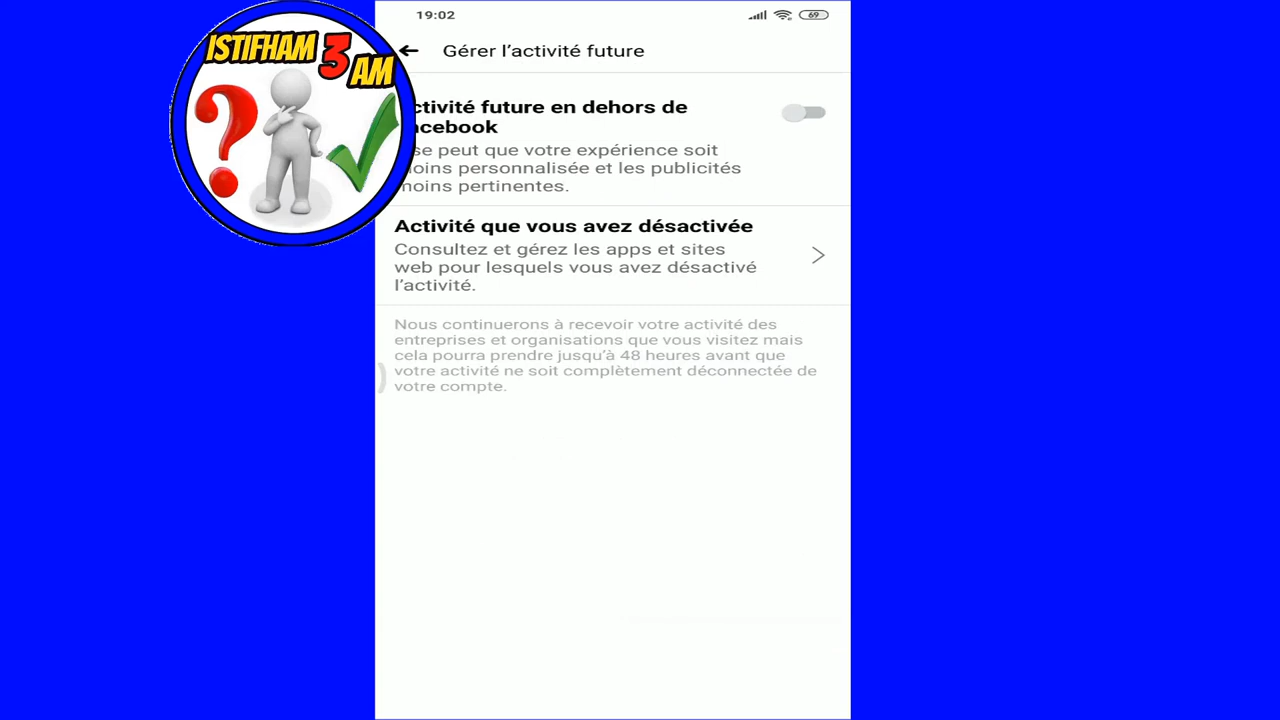 19:02
69
ISTIFHAM 3 AM
Gérer l’activité future
ctivité future en dehors de
cebook
se peut que votre expérience soit
oins personnalisée et les publicités
moins pertinentes.
Activité que vous avez désactivée
Consultez et gérez les apps et sites
web pour lesquels vous avez désactivé
l’activité.
Nous continuerons à recevoir votre activité des
entreprises et organisations que vous visitez mais
cela pourra prendre jusqu’à 48 heures avant que
votre activité ne soit complètement déconnectée de
votre compte.